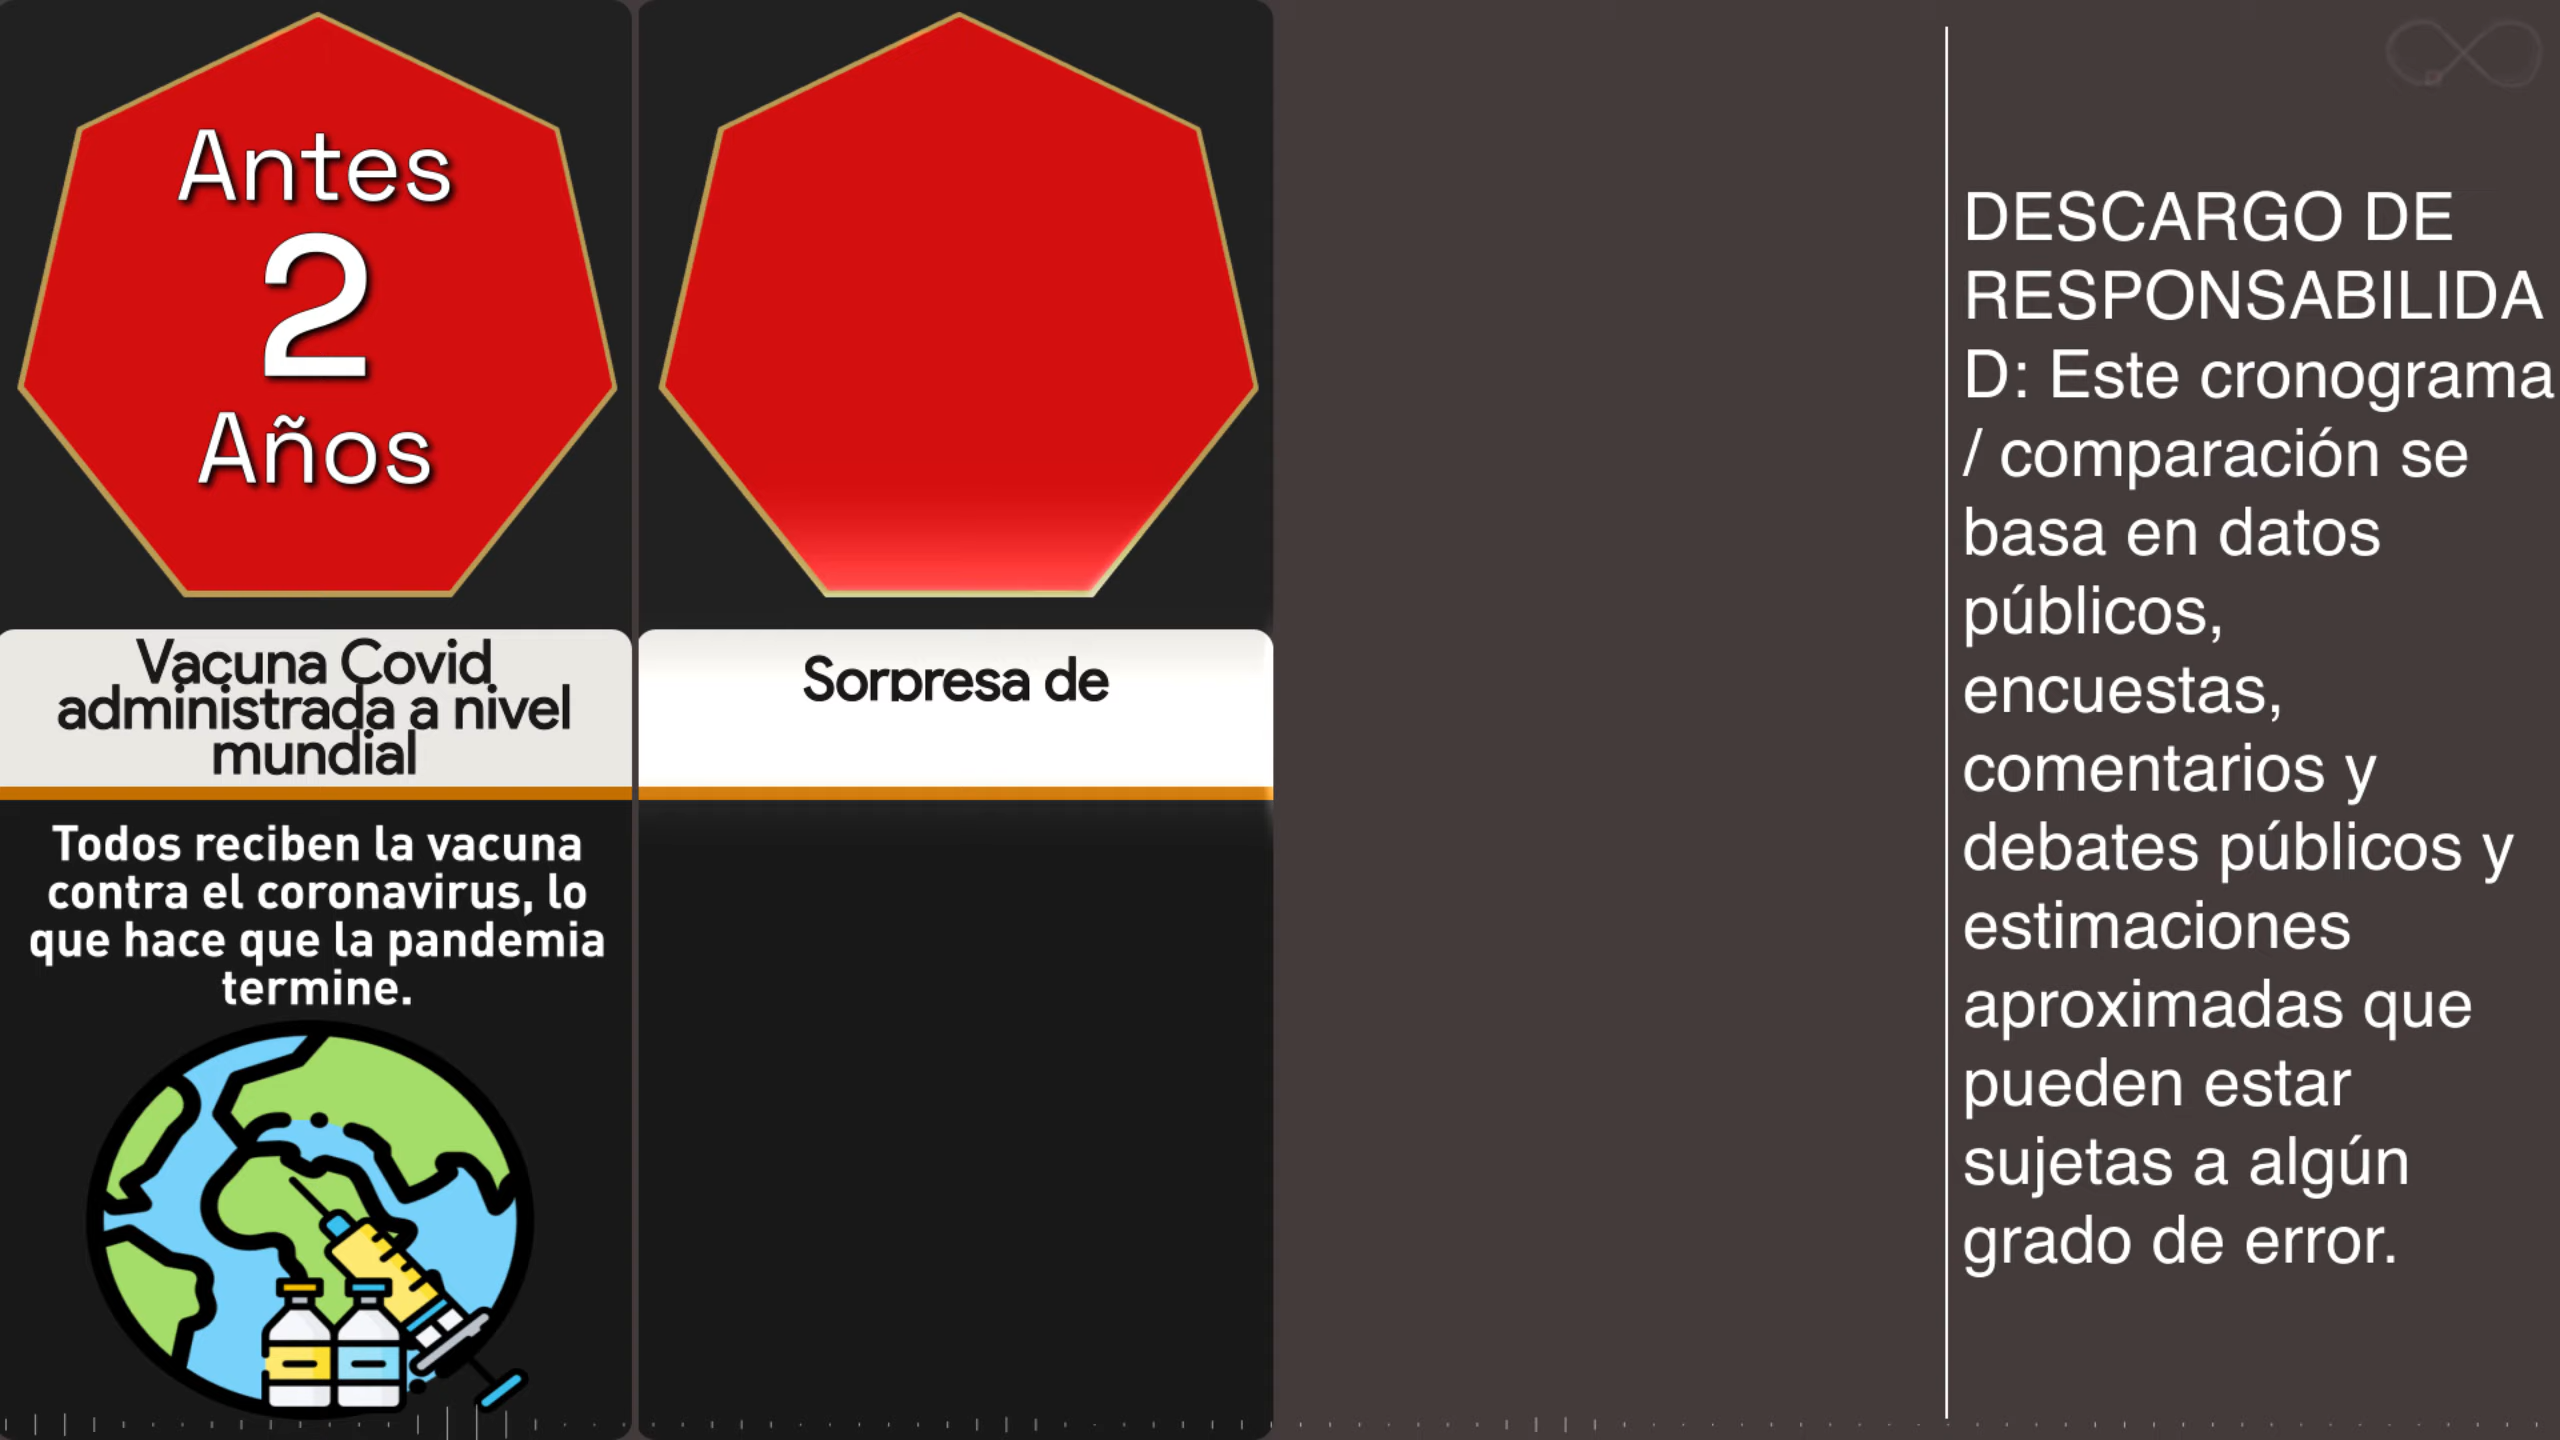 Antes
2
Años
Vacuna Covid
administrada a nivel
mundial
Todos reciben la vacuna
contra el coronavirus, lo
que hace que la pandemia
termine.
Sorpresa de
DESCARGO DE
RESPONSABILIDA
D: Este cronograma
/ comparación se
basa en datos
públicos,
encuestas,
comentarios y
debates públicos y
estimaciones
aproximadas que
pueden estar
sujetas a algún
grado de error.